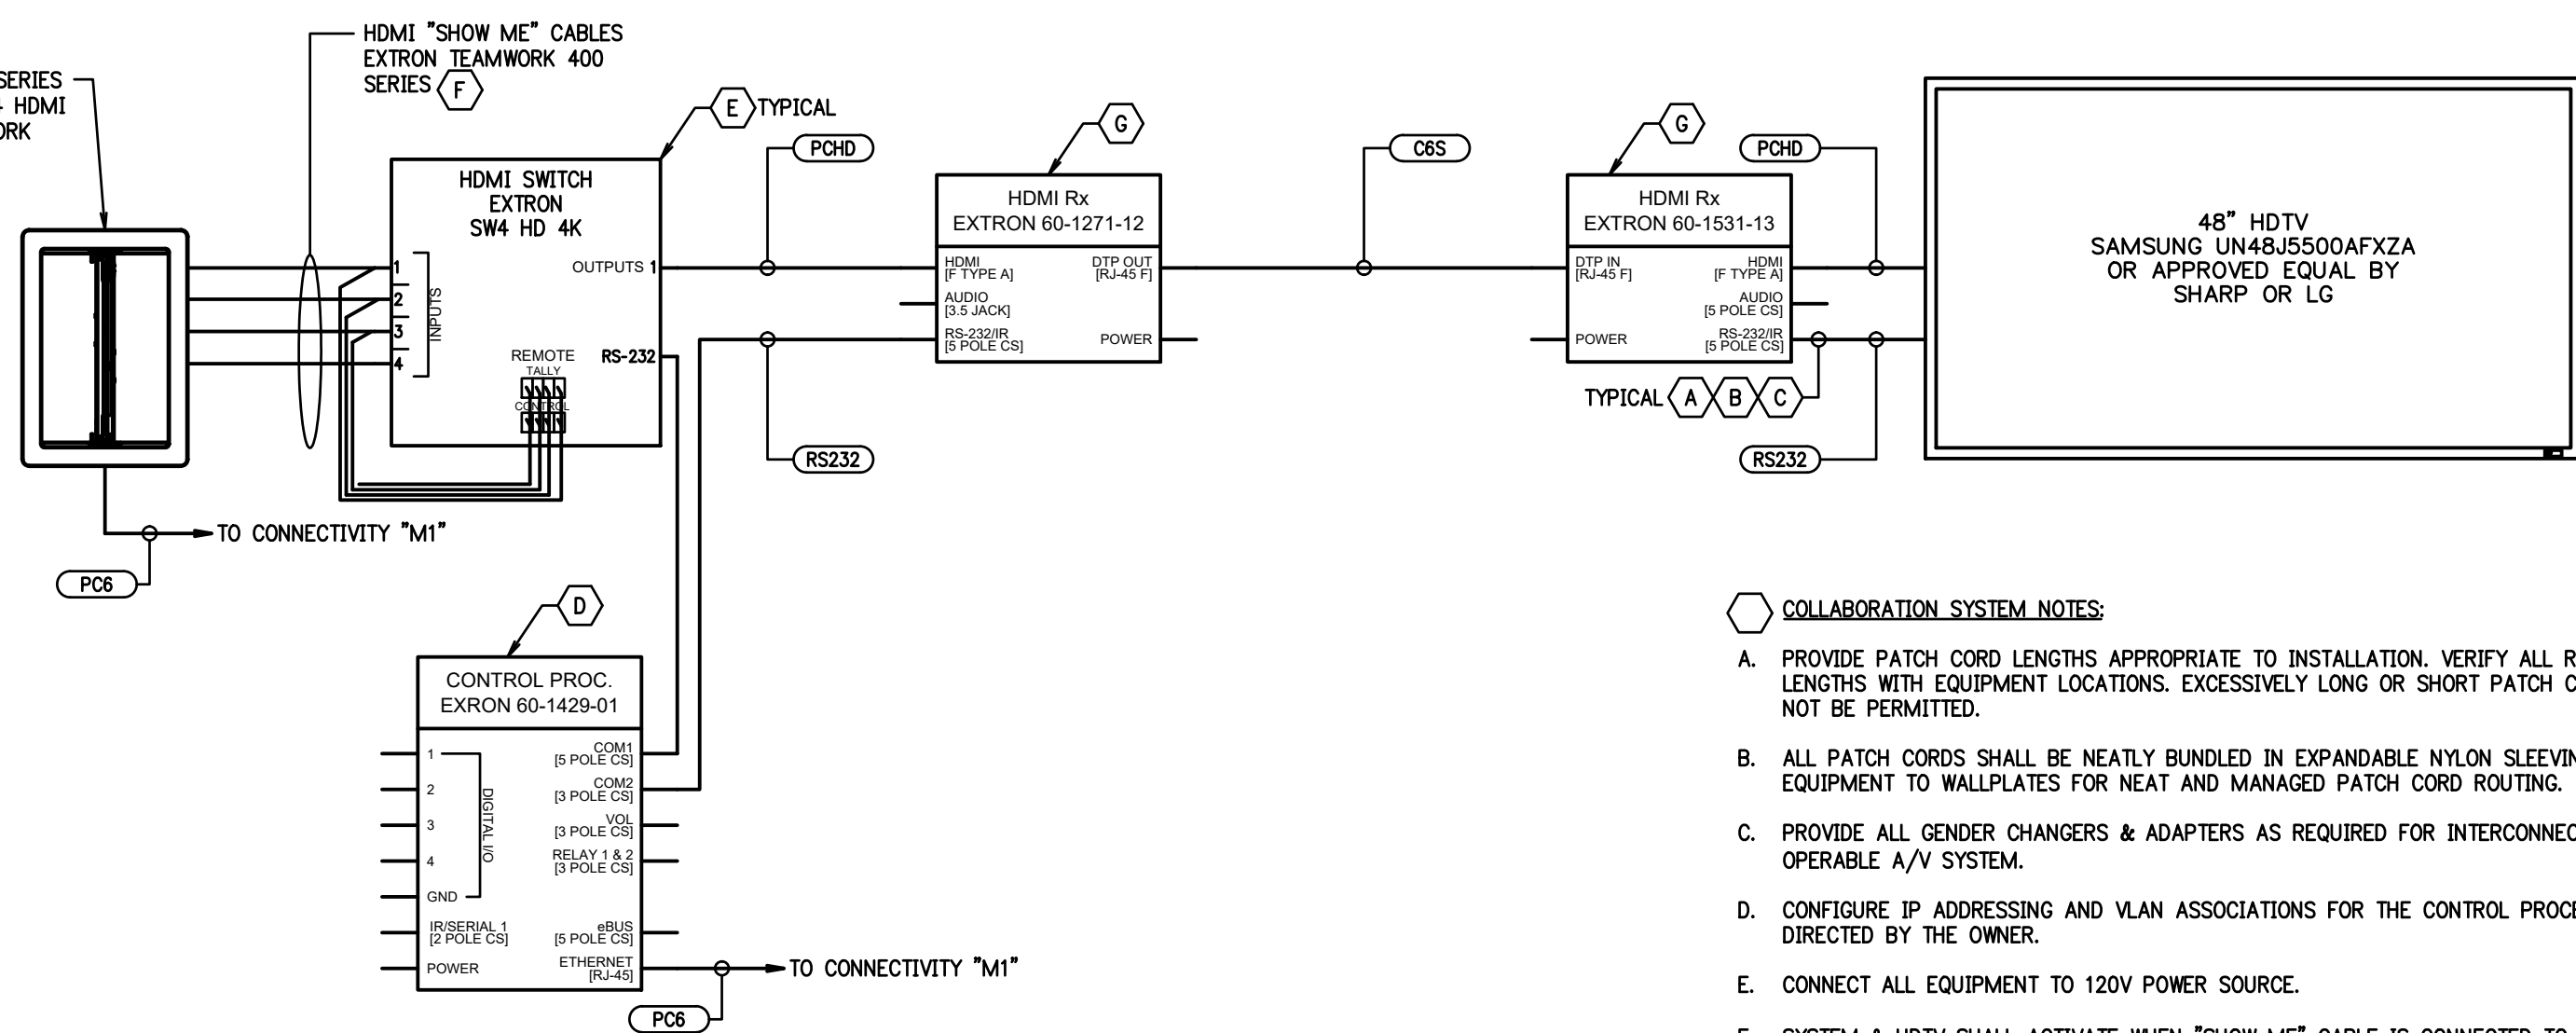 SERIES
HDMI
HDMI "SHOW ME" CABLES
EXTRON TEAMWORK 400
SERIES
F
E
TYPICAL
PCHD
G
C6S
G
PCHD
HDMI SWITCH
EXTRON
SW4 HD 4K
OUTPUTS 1
1
2
3
4
INPUTS
REMOTE
TALLY
CONTROL
RS-232
HDMI Rx
EXTRON 60-1271-12
HDMI
[F TYPE A]
DTP OUT
[RJ-45 F]
AUDIO
[3.5 JACK]
RS-232/IR
[5 POLE CS]
POWER
HDMI Rx
EXTRON 60-1531-13
DTP IN
[RJ-45 F]
HDMI
[F TYPE A]
AUDIO
[5 POLE CS]
POWER
RS-232/IR
[5 POLE CS]
48" HDTV
SAMSUNG UN48J5500AFXZA
OR APPROVED EQUAL BY
SHARP OR LG
TYPICAL A B C
RS232
RS232
TO CONNECTIVITY "M1"
PC6
D
CONTROL PROC.
EXRON 60-1429-01
1
2
3
4
GND
DIGITAL I/O
IR/SERIAL 1
[2 POLE CS]
POWER
COM1
[5 POLE CS]
COM2
[3 POLE CS]
VOL
[3 POLE CS]
RELAY 1 & 2
[3 POLE CS]
eBUS
[5 POLE CS]
ETHERNET
[RJ-45]
TO CONNECTIVITY "M1"
PC6
COLLABORATION SYSTEM NOTES:
A. PROVIDE PATCH CORD LENGTHS APPROPRIATE TO INSTALLATION. VERIFY ALL
LENGTHS WITH EQUIPMENT LOCATIONS. EXCESSIVELY LONG OR SHORT PATCH
NOT BE PERMITTED.
B. ALL PATCH CORDS SHALL BE NEATLY BUNDLED IN EXPANDABLE NYLON
EQUIPMENT TO WALLPLATES FOR NEAT AND MANAGED PATCH CORD ROUTING.
C. PROVIDE ALL GENDER CHANGERS & ADAPTERS AS REQUIRED FOR
OPERABLE A/V SYSTEM.
D. CONFIGURE IP ADDRESSING AND VLAN ASSOCIATIONS FOR THE CONTROL
DIRECTED BY THE OWNER.
E. CONNECT ALL EQUIPMENT TO 120V POWER SOURCE.
SYSTEM & HDTV SHALL ACTIVATE WHEN "SHOW ME" CABLE IS CONNECTED TO